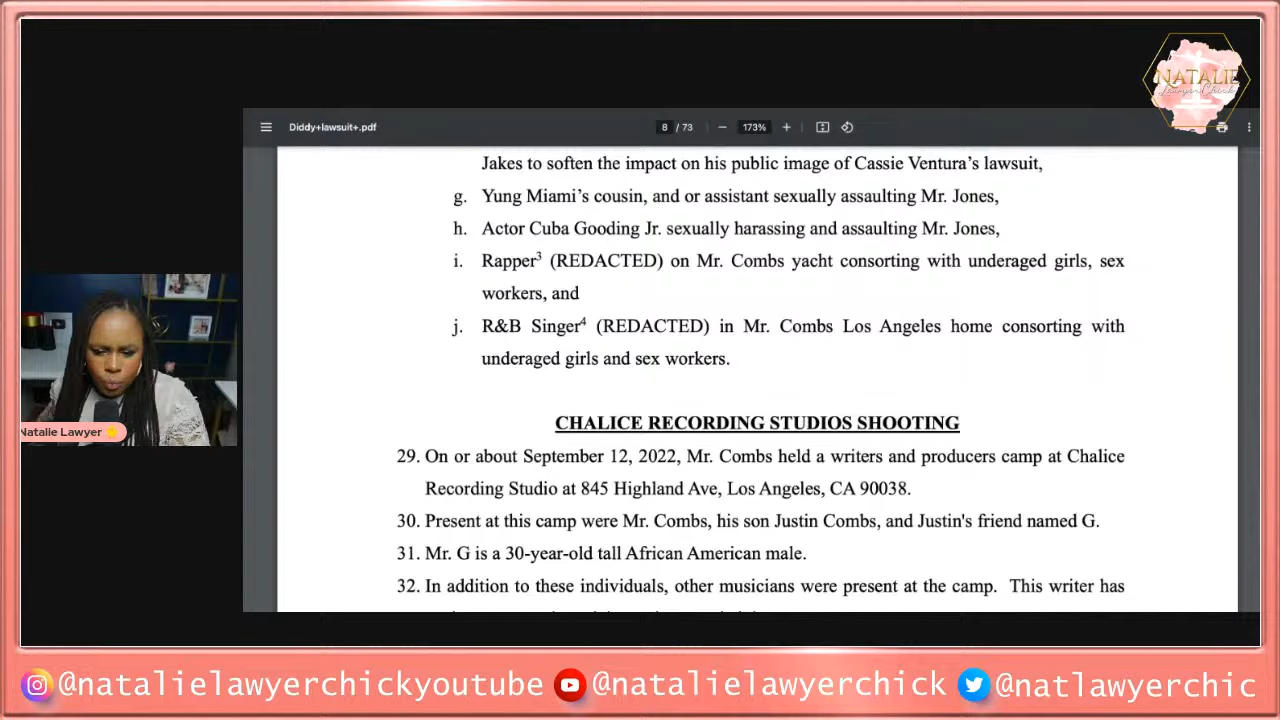 NATALIE
LawyerChick
Diddy+lawsuit+.pdf
8 / 73
173%
Jakes to soften the impact on his public image of Cassie Ventura's lawsuit,
g. Yung Miami's cousin, and or assistant sexually assaulting Mr. Jones,
h. Actor Cuba Gooding Jr. sexually harassing and assaulting Mr. Jones,
i. Rapper³ (REDACTED) on Mr. Combs yacht consorting with underaged girls, sex
workers, and
j. R&B Singer⁴ (REDACTED) in Mr. Combs Los Angeles home consorting with
underaged girls and sex workers.
CHALICE RECORDING STUDIOS SHOOTING
29. On or about September 12, 2022, Mr. Combs held a writers and producers camp at Chalice
Recording Studio at 845 Highland Ave, Los Angeles, CA 90038.
30. Present at this camp were Mr. Combs, his son Justin Combs, and Justin's friend named G.
31. Mr. G is a 30-year-old tall African American male.
32. In addition to these individuals, other musicians were present at the camp. This writer has
Natalie Lawyer
@natalielawyerchickyoutube
@natalielawyerchick
@natlawyerchic